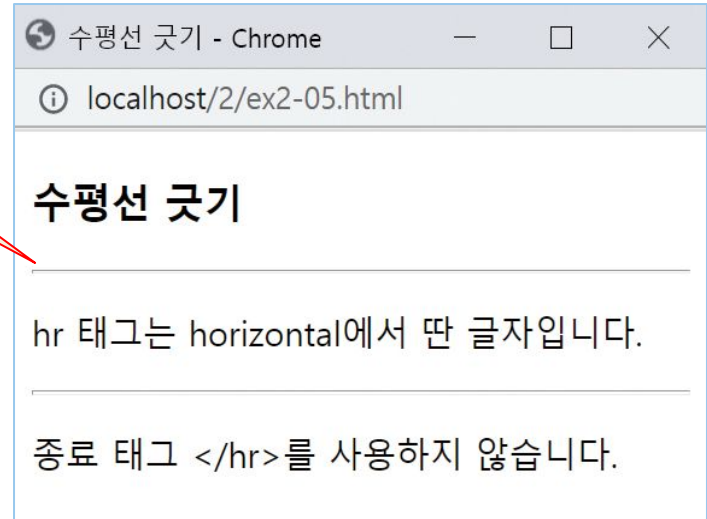 수평선 긋기 - Chrome
localhost/2/ex2-05.html
수평선 긋기
hr 태그는 horizontal에서 딴 글자입니다.
종료 태그 </hr>를 사용하지 않습니다.